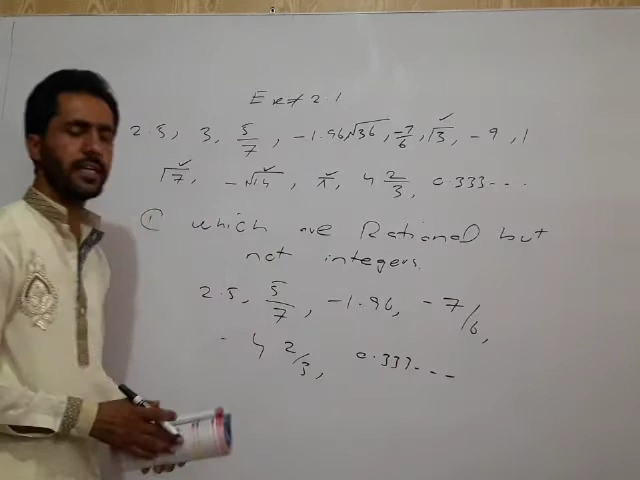 Ex# 2.1
2.5, 3, 5/7, -1.96, √36, -7/6, √3, -9, 1
√7, -√14, π, 4 2/3, 0.333...
① which are Rational but
not integers.
2.5, 5/7, -1.96, -7/6,
4 2/3, 0.333...